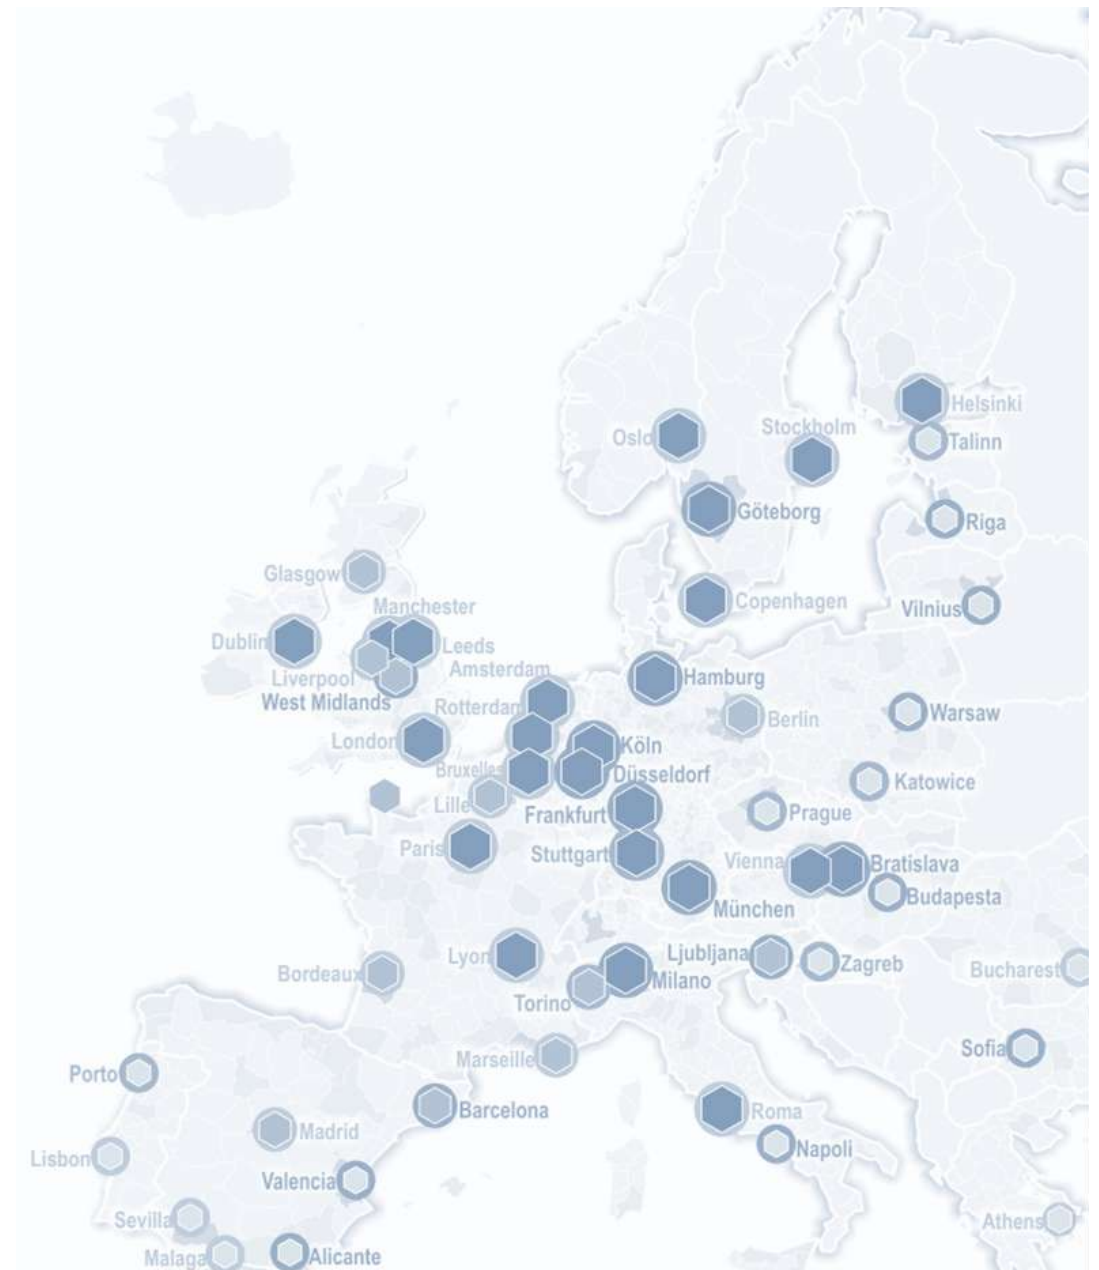 Helsinki
Stockholm
Oslo
Talinn
Göteborg
Riga
Glasgow
Copenhagen
Manchester
Vilnius
Dublin
Leeds
Amsterdam
Liverpool
Hamburg
West Midlands
Rotterdam
Warsaw
Berlin
London
Köln
Bruxelles
Düsseldorf
Katowice
Lille
Frankfurt
Prague
Paris
Stuttgart
Vienna
Bratislava
Budapesta
München
Lyon
Ljubljana
Zagreb
Bucharest
Bordeaux
Milano
Torino
Sofia
Marseille
Porto
Barcelona
Roma
Madrid
Napoli
Lisbon
Valencia
Sevilla
Athens
Malaga
Alicante